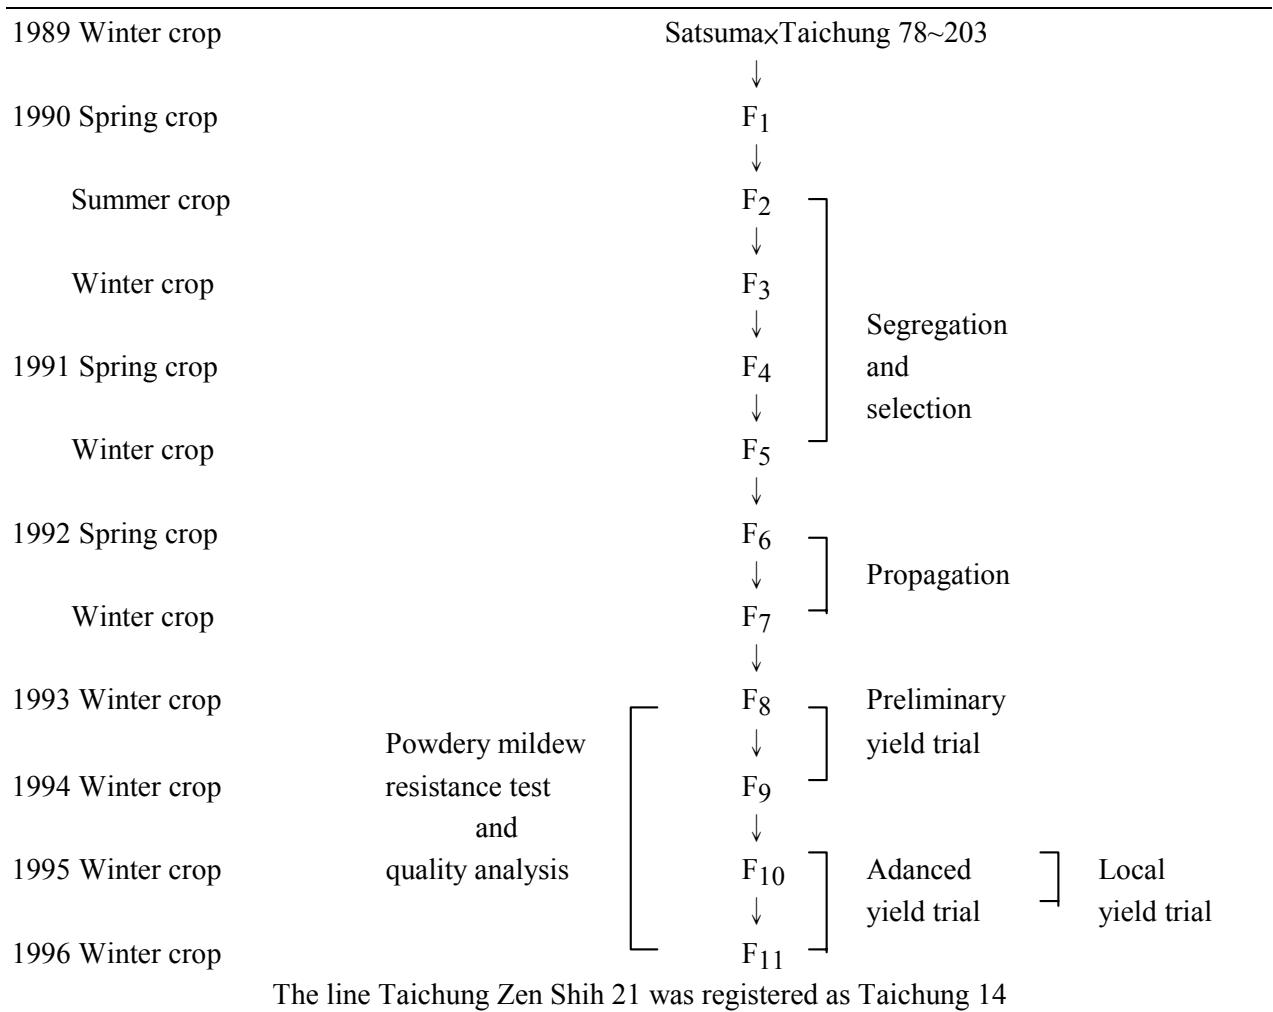 1989 Winter crop Satsuma×Taichung 78~203
↓
1990 Spring crop F1
↓
Summer crop F2
↓
Winter crop F3
↓ Segregation
1991 Spring crop F4 and
↓ selection
Winter crop F5
↓
1992 Spring crop F6
↓ Propagation
Winter crop F7
↓
1993 Winter crop F8 Preliminary
Powdery mildew ↓ yield trial
1994 Winter crop resistance test F9
and ↓
1995 Winter crop quality analysis F10 Adanced Local
↓ yield trial yield trial
1996 Winter crop F11
The line Taichung Zen Shih 21 was registered as Taichung 14